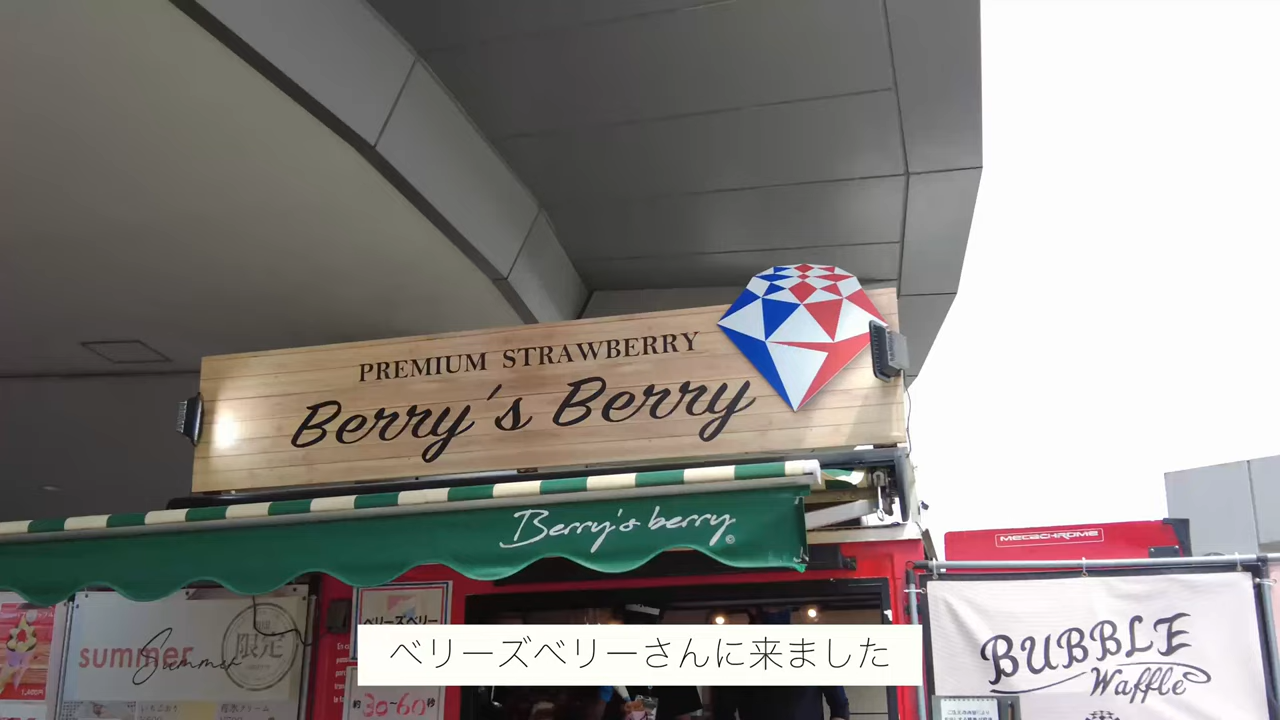 PREMIUM STRAWBERRY
Berry's Berry
Berry's berry
METACHROME
BUBBLE
Waffle
summer
Summer
限定
ベリーズベリー
ベリーズベリーさんに来ました
約30-60秒